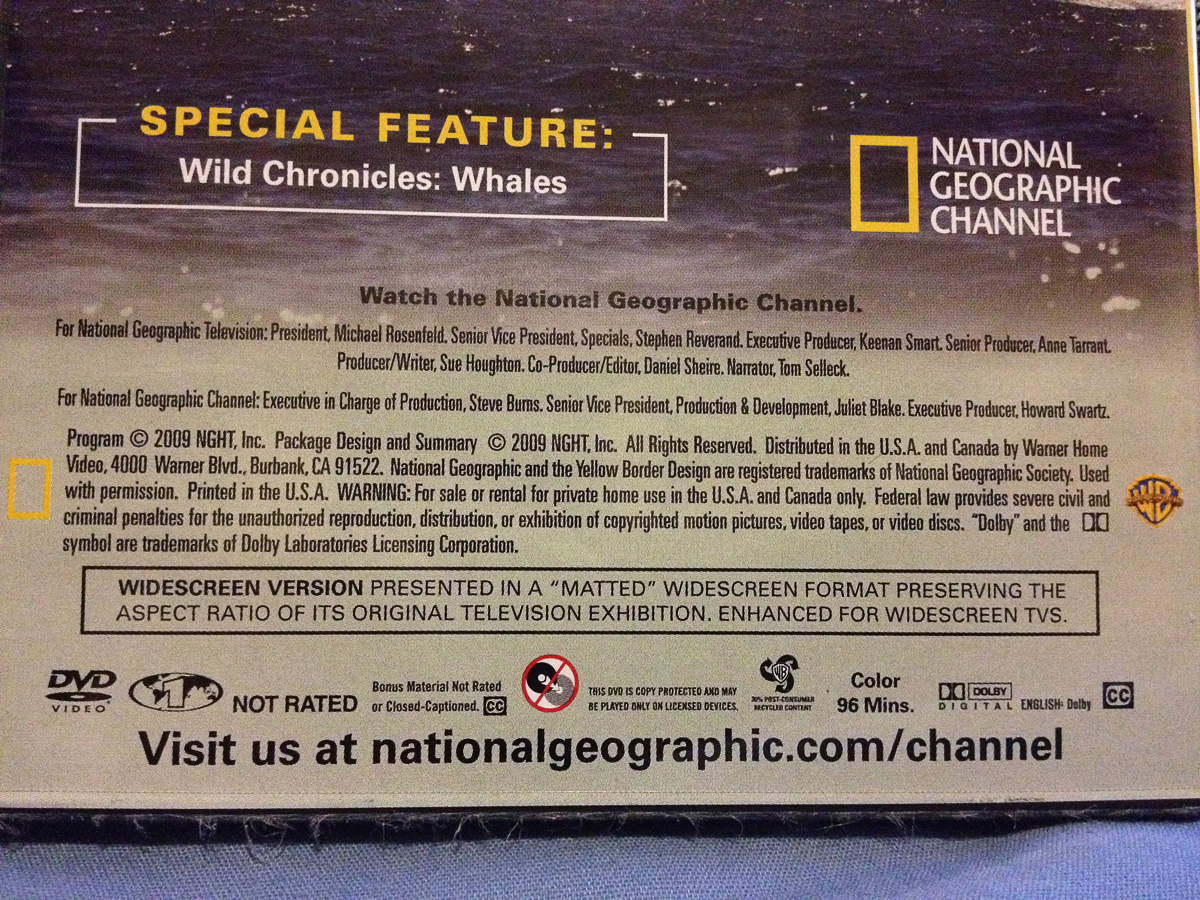 SPECIAL FEATURE:
Wild Chronicles: Whales
NATIONAL
GEOGRAPHIC
CHANNEL
Watch the National Geographic Channel.
For National Geographic Television: President, Michael Rosenfeld. Senior Vice President, Specials, Stephen Reverand. Executive Producer, Keenan Smart. Senior Producer, Anne Tarrant.
Producer/Writer, Sue Houghton. Co-Producer/Editor, Daniel Sheire. Narrator, Tom Selleck.
For National Geographic Channel: Executive in Charge of Production, Steve Burns. Senior Vice President, Production & Development, Juliet Blake. Executive Producer, Howard Swartz.
Program © 2009 NGHT, Inc. Package Design and Summary © 2009 NGHT, Inc. All Rights Reserved. Distributed in the U.S.A. and Canada by Warner Home
Video, 4000 Warner Blvd., Burbank, CA 91522. National Geographic and the Yellow Border Design are registered trademarks of National Geographic Society. Used
with permission. Printed in the U.S.A. WARNING: For sale or rental for private home use in the U.S.A. and Canada only. Federal law provides severe civil and
criminal penalties for the unauthorized reproduction, distribution, or exhibition of copyrighted motion pictures, video tapes, or video discs. “Dolby” and the
symbol are trademarks of Dolby Laboratories Licensing Corporation.
WB
WIDESCREEN VERSION PRESENTED IN A “MATTED” WIDESCREEN FORMAT PRESERVING THE
ASPECT RATIO OF ITS ORIGINAL TELEVISION EXHIBITION. ENHANCED FOR WIDESCREEN TVS.
DVD
VIDEO
1
NOT RATED
Bonus Material Not Rated
or Closed-Captioned. CC
THIS DVD IS COPY PROTECTED AND MAY
BE PLAYED ONLY ON LICENSED DEVICES.
WB
30% POST-CONSUMER
RECYCLED CONTENT
Color
96 Mins.
DOLBY
DIGITAL
ENGLISH: Dolby
CC
Visit us at nationalgeographic.com/channel